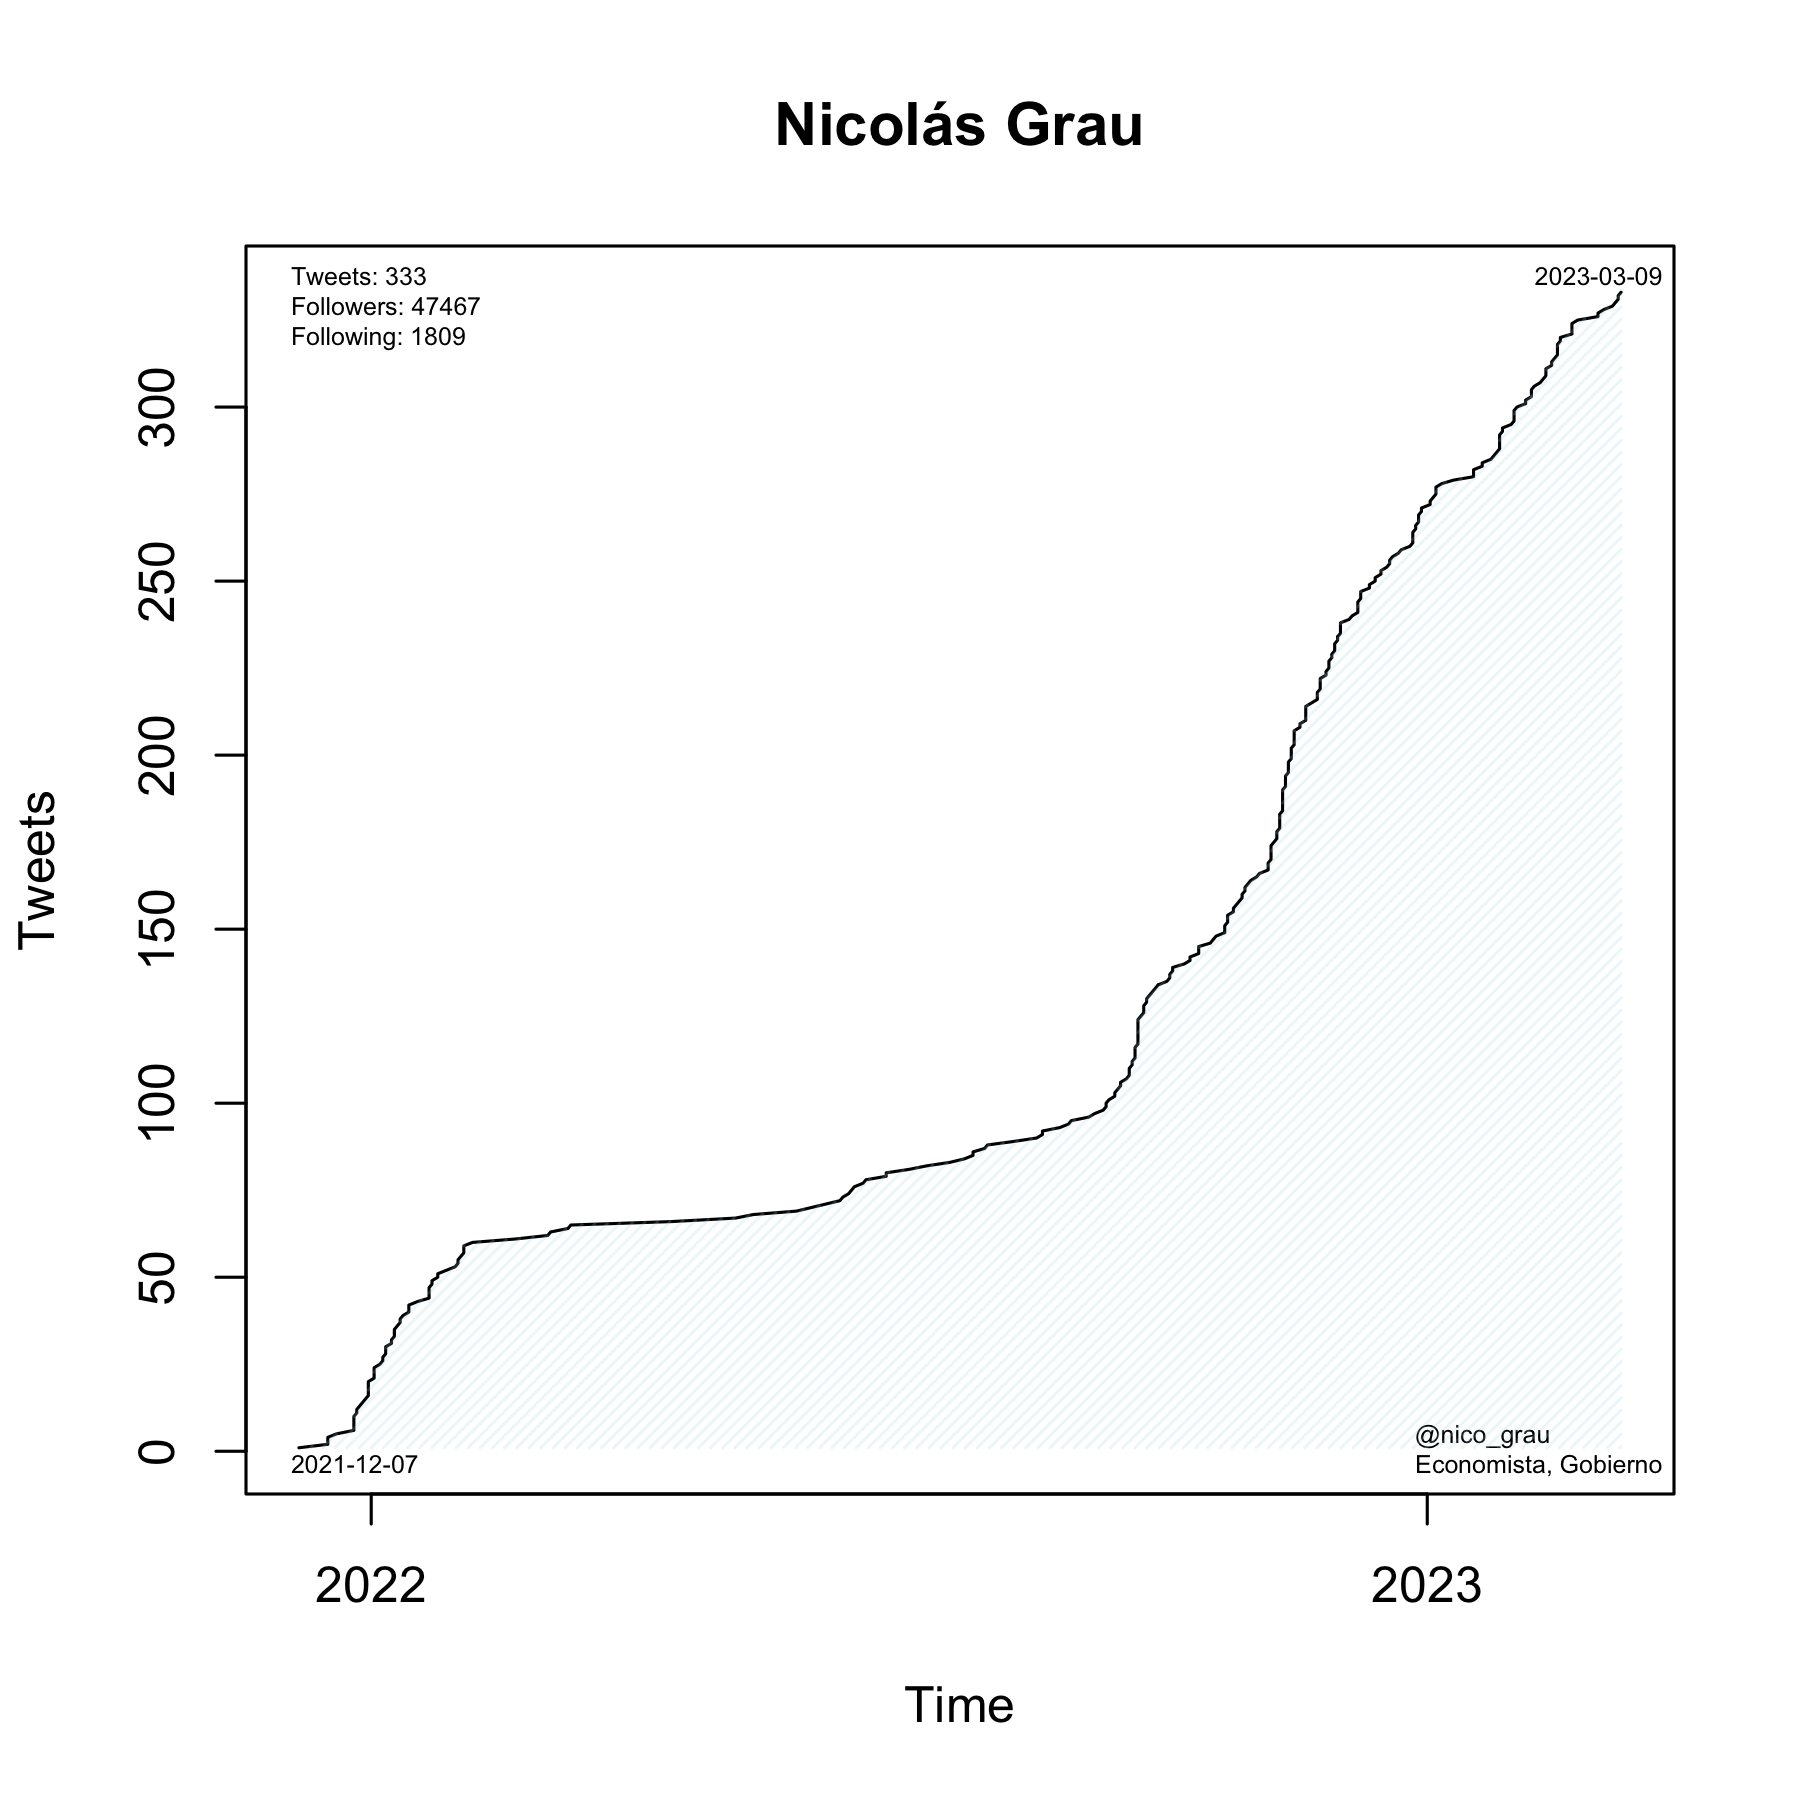 Nicolás Grau
Tweets: 333
Followers: 47467
Following: 1809
2023-03-09
300
250
200
150
100
50
0
Tweets
2021-12-07
@nico_grau
Economista, Gobierno
2022
2023
Time